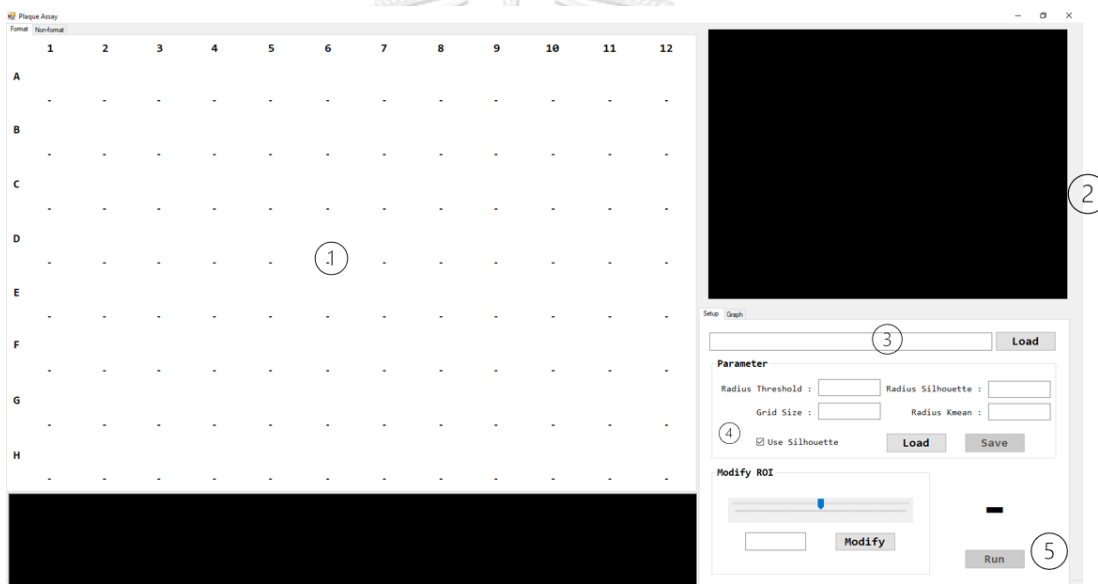 Plaque Assay
Format Non-format
1 2 3 4 5 6 7 8 9 10 11 12
A
- - - - - - - - - - - -
B
- - - - - - - - - - - -
C
- - - - - - - - - - - -
D
- - - - - 1 - - - - - -
E
- - - - - - - - - - - -
F
- - - - - - - - - - - -
G
- - - - - - - - - - - -
H
- - - - - - - - - - - -
2
Setup Graph
3 Load
Parameter
Radius Threshold : Radius Silhouette :
Grid Size : Radius Kmean :
4 Use Silhouette Load Save
Modify ROI
-
Modify
Run 5